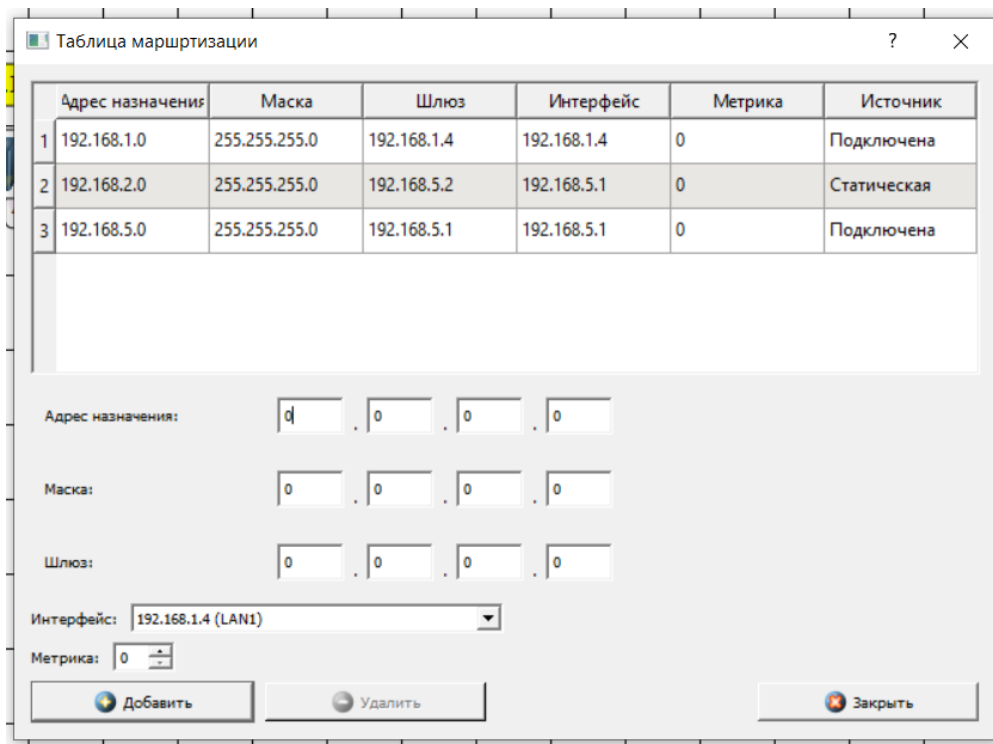 Таблица маршртизации ?
Адрес назначения Маска Шлюз Интерфейс Метрика Источник
1 192.168.1.0 255.255.255.0 192.168.1.4 192.168.1.4 0 Подключена
2 192.168.2.0 255.255.255.0 192.168.5.2 192.168.5.1 0 Статическая
3 192.168.5.0 255.255.255.0 192.168.5.1 192.168.5.1 0 Подключена
Адрес назначения: 0 . 0 . 0 . 0
Маска: 0 . 0 . 0 . 0
Шлюз: 0 . 0 . 0 . 0
Интерфейс: 192.168.1.4 (LAN1)
Метрика: 0
Добавить Удалить Закрыть